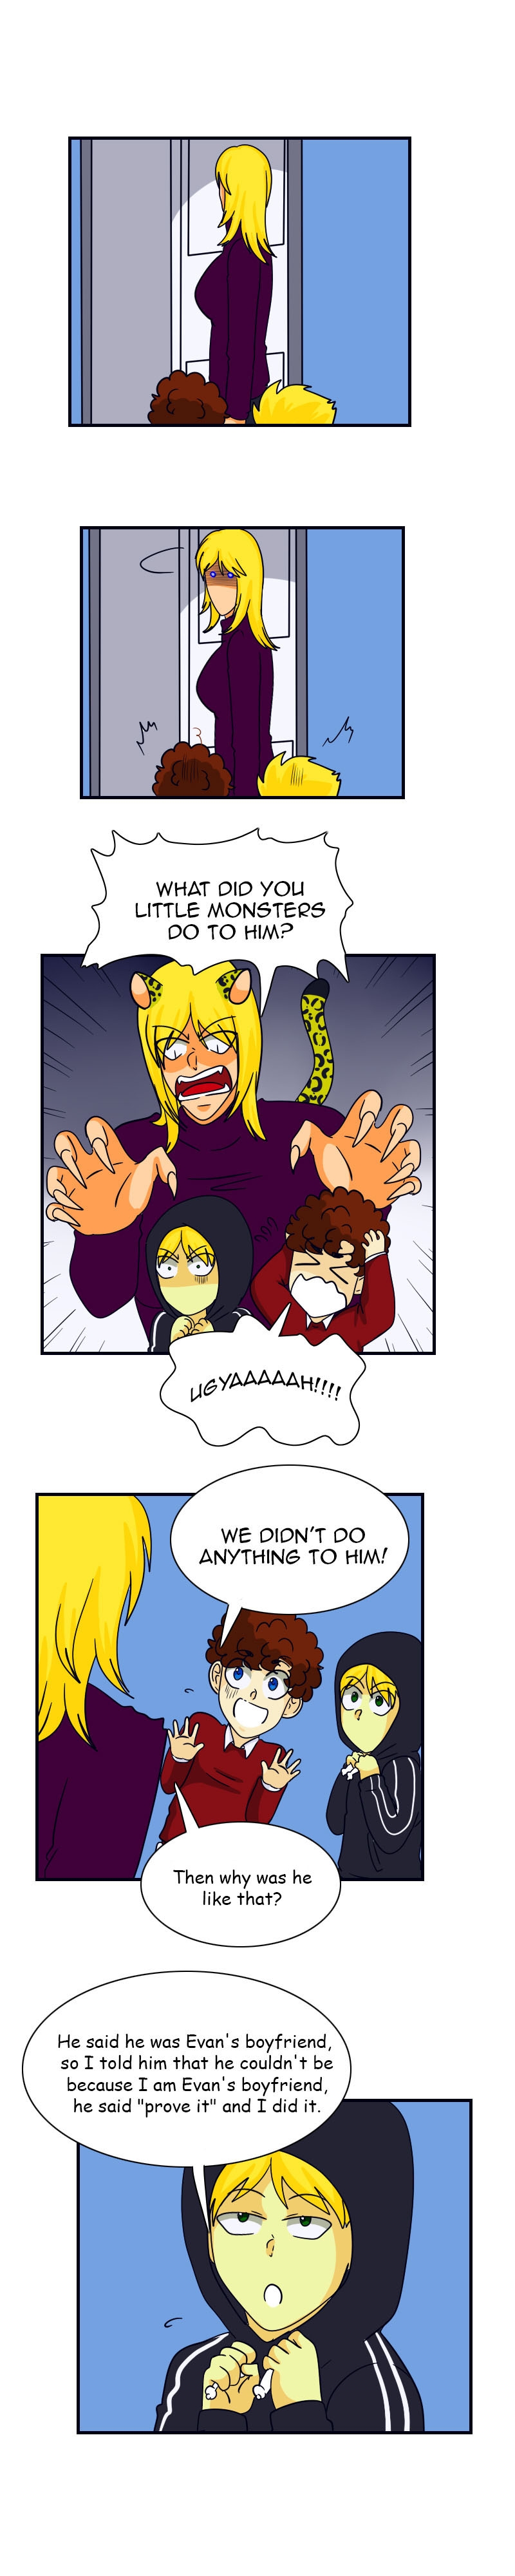 WHAT DID YOU
LITTLE MONSTERS
DO TO HIM?
UGYAAAAAH!!!!
WE DIDN'T DO
ANYTHING TO HIM!
Then why was he
like that?
He said he was Evan's boyfriend,
so I told him that he couldn't be
because I am Evan's boyfriend,
he said "prove it" and I did it.